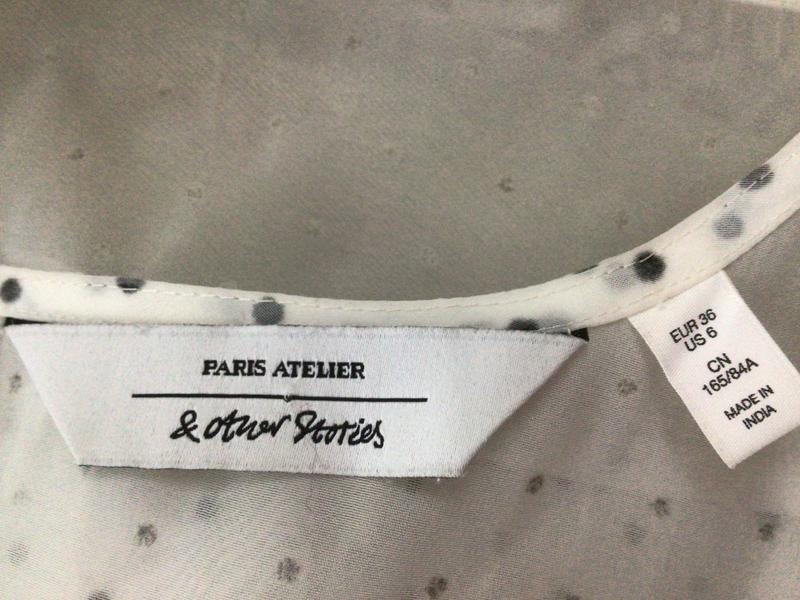 PARIS ATELIER
& other Stories
EUR 36
US 6
CN
165/84A
MADE IN
INDIA